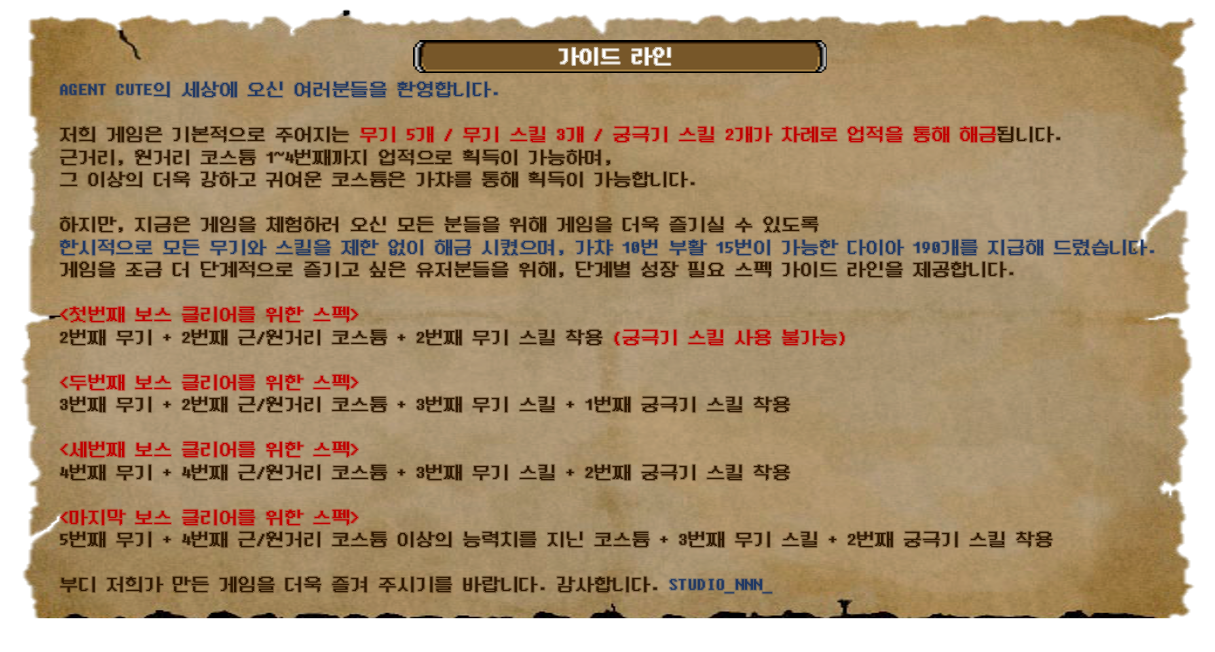 가이드 라인
AGENT CUTE의 세상에 오신 여러분들을 환영합니다.
저희 게임은 기본적으로 주어지는 무기 5개 / 무기 스킬 3개 / 궁극기 스킬 2개가 차례로 업적을 통해 해금됩니다.
근거리, 원거리 코스튬 1~4번째까지 업적으로 획득이 가능하며,
그 이상의 더욱 강하고 귀여운 코스튬은 가챠를 통해 획득이 가능합니다.
하지만, 지금은 게임을 체험하러 오신 모든 분들을 위해 게임을 더욱 즐기실 수 있도록
한시적으로 모든 무기와 스킬을 제한 없이 해금 시켰으며, 가챠 10번 부활 15번이 가능한 다이아 190개를 지급해 드렸습니다.
게임을 조금 더 단계적으로 즐기고 싶은 유저분들을 위해, 단계별 성장 필요 스펙 가이드 라인을 제공합니다.
<첫번째 보스 클리어를 위한 스펙>
2번째 무기 + 2번째 근/원거리 코스튬 + 2번째 무기 스킬 착용 (궁극기 스킬 사용 불가능)
<두번째 보스 클리어를 위한 스펙>
3번째 무기 + 2번째 근/원거리 코스튬 + 3번째 무기 스킬 + 1번째 궁극기 스킬 착용
<세번째 보스 클리어를 위한 스펙>
4번째 무기 + 4번째 근/원거리 코스튬 + 3번째 무기 스킬 + 2번째 궁극기 스킬 착용
<마지막 보스 클리어를 위한 스펙>
5번째 무기 + 4번째 근/원거리 코스튬 이상의 능력치를 지닌 코스튬 + 3번째 무기 스킬 + 2번째 궁극기 스킬 착용
부디 저희가 만든 게임을 더욱 즐겨 주시기를 바랍니다. 감사합니다. STUDIO_NNN_